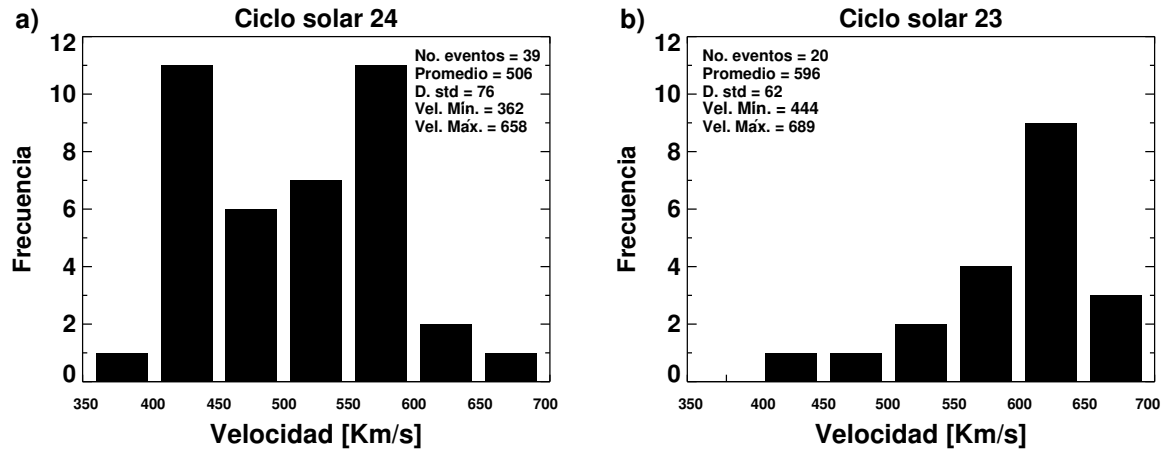 a)
Ciclo solar 24
No. eventos = 39
Promedio = 506
D. std = 76
Vel. Mín. = 362
Vel. Máx. = 658
Frecuencia
12
10
8
6
4
2
0
350 400 450 500 550 600 650 700
Velocidad [Km/s]
b)
Ciclo solar 23
No. eventos = 20
Promedio = 596
D. std = 62
Vel. Mín. = 444
Vel. Máx. = 689
Frecuencia
12
10
8
6
4
2
0
350 400 450 500 550 600 650 700
Velocidad [Km/s]